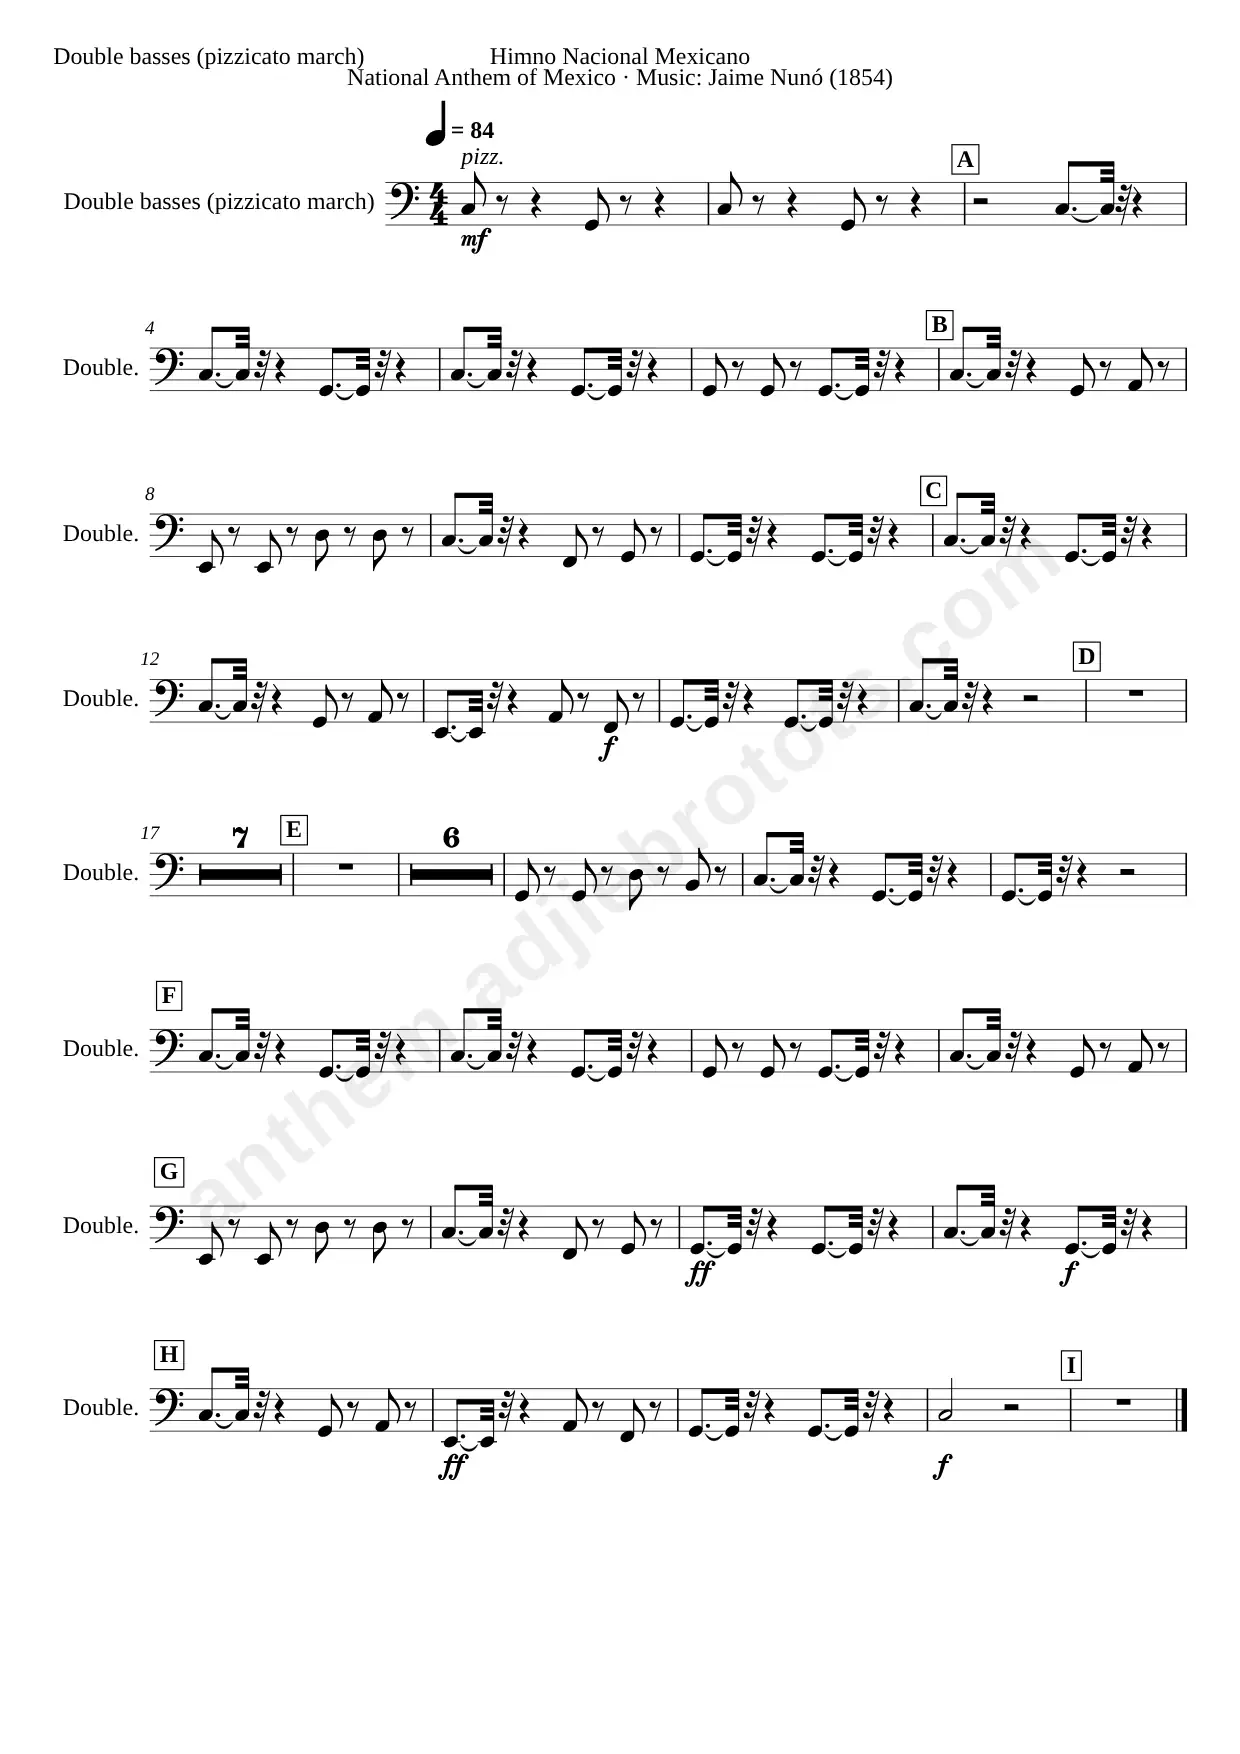 Double basses (pizzicato march) Himno Nacional Mexicano
National Anthem of Mexico · Music: Jaime Nunó (1854)
= 84
pizz.
A
Double basses (pizzicato march)
4
4
mf
4
B
Double.
8
C
Double.
12
D
Double.
f
17
7
E
6
Double.
F
Double.
G
Double.
ff
f
H
I
Double.
ff
f
anthem.adjiebrotots.com